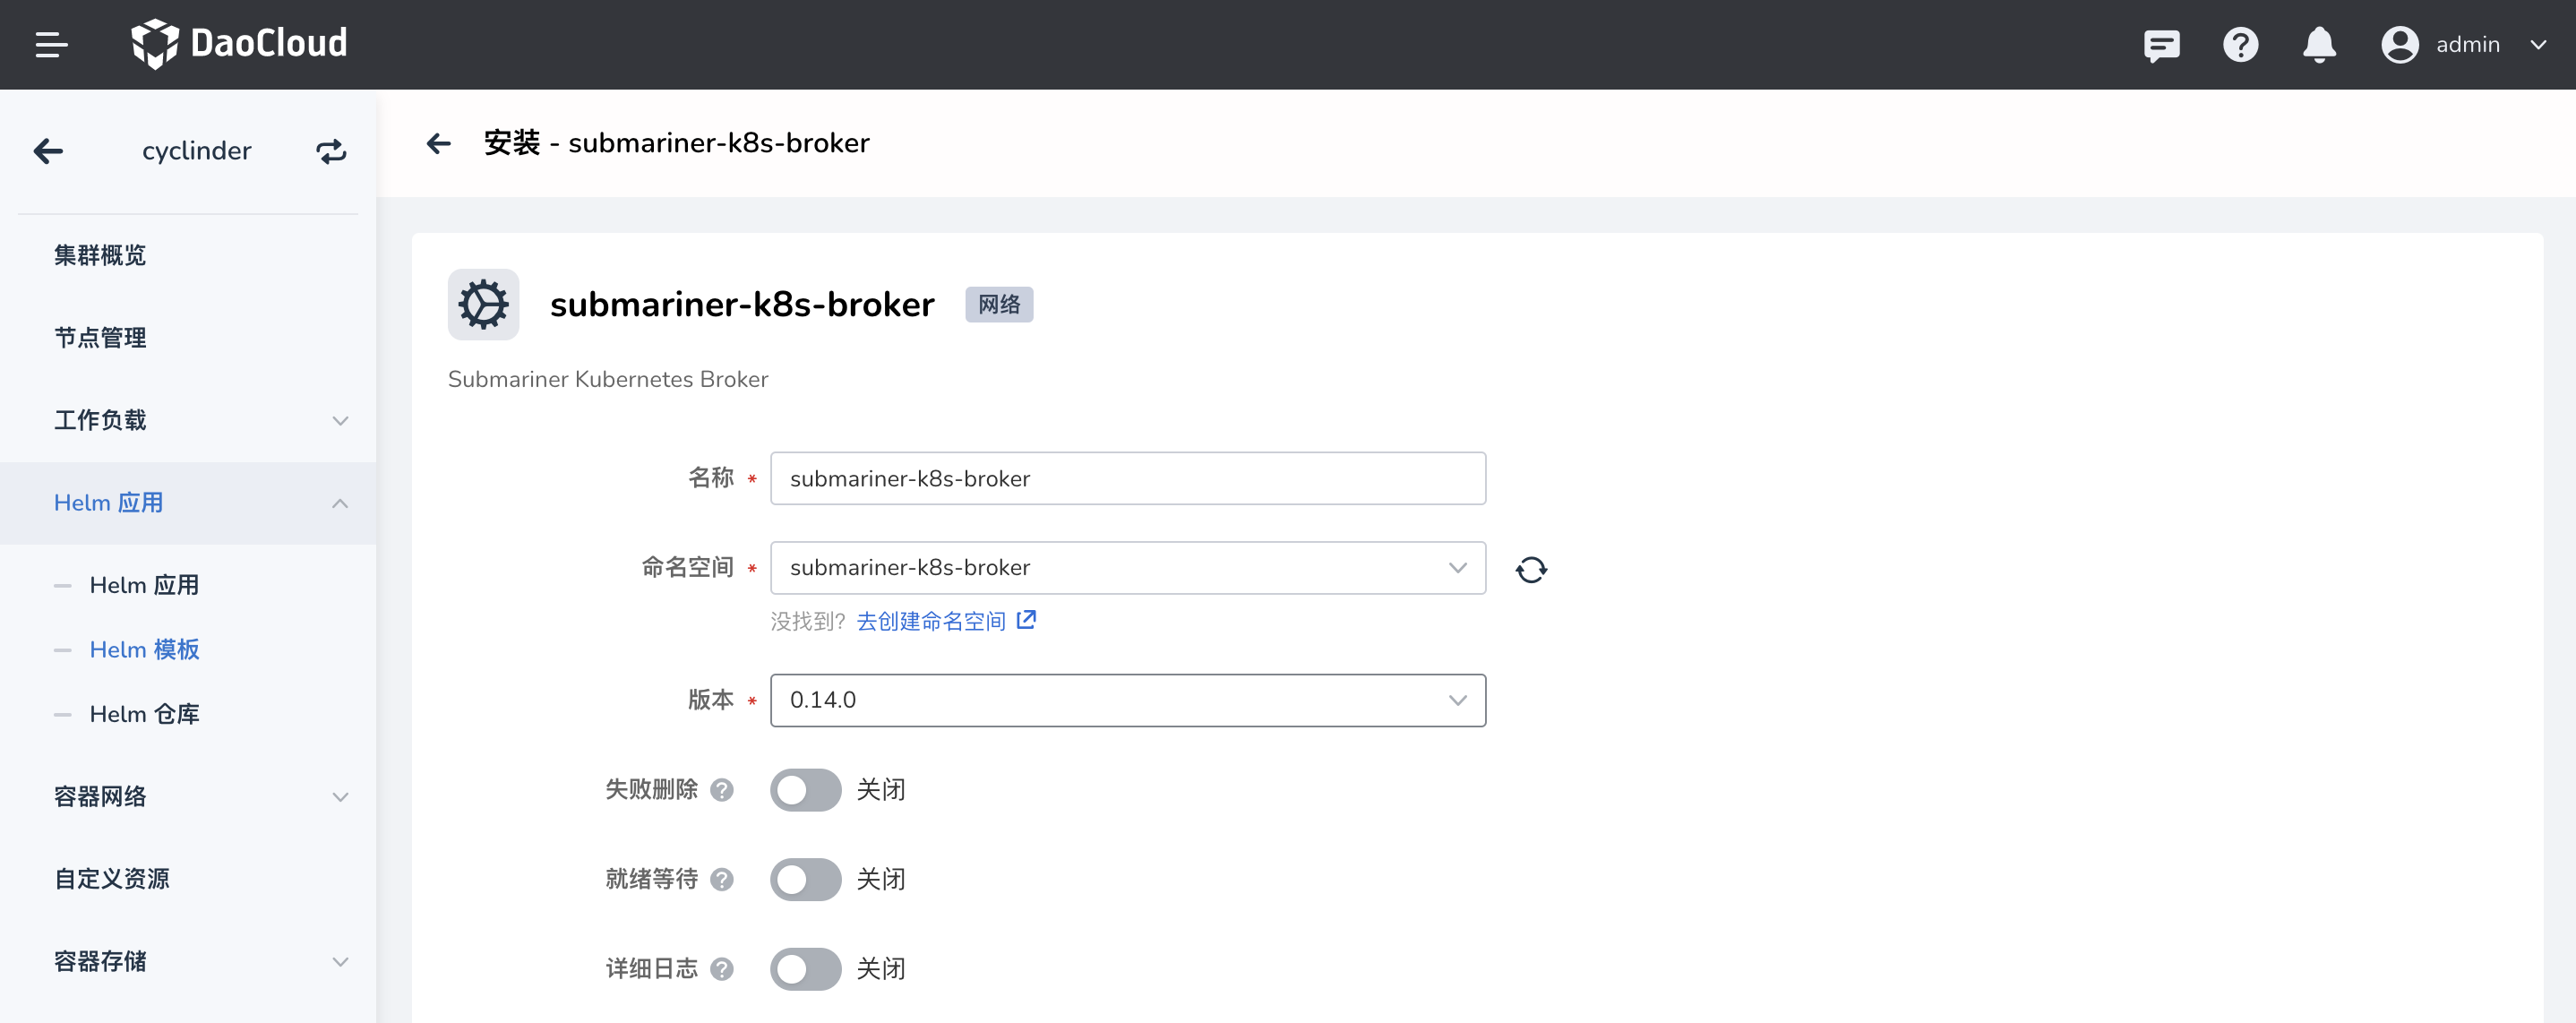 DaoCloud
admin
cyclinder
集群概览
节点管理
工作负载
Helm 应用
Helm 应用
Helm 模板
Helm 仓库
容器网络
自定义资源
容器存储
安装 - submariner-k8s-broker
submariner-k8s-broker 网络
Submariner Kubernetes Broker
名称 * submariner-k8s-broker
命名空间 * submariner-k8s-broker
没找到? 去创建命名空间
版本 * 0.14.0
失败删除 ? 关闭
就绪等待 ? 关闭
详细日志 ? 关闭